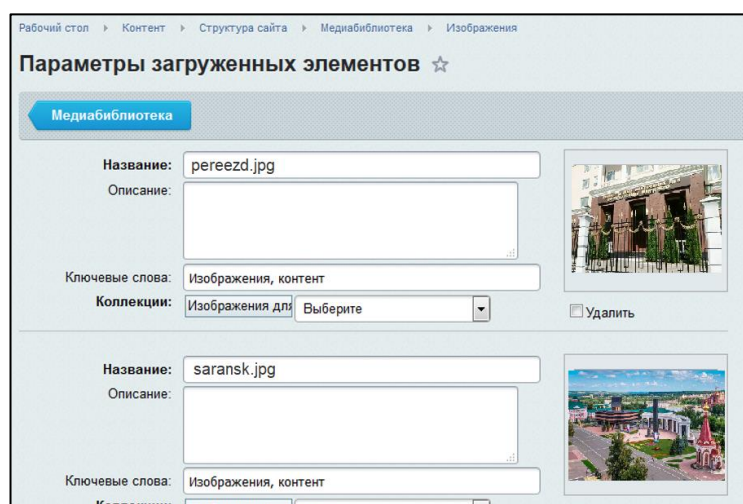 Рабочий стол Контент Структура сайта Медиабиблиотека Изображения
Параметры загруженных элементов
Медиабиблиотека
Название: pereezd.jpg
Описание:
Ключевые слова: Изображения, контент
Коллекции: Изображения для Выберите
Удалить
Название: saransk.jpg
Описание:
Ключевые слова: Изображения, контент